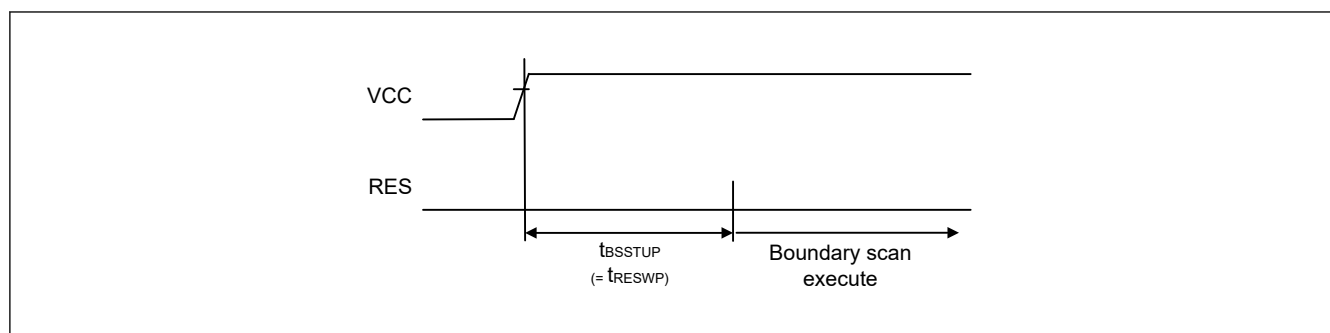 VCC
RES
tBSSTUP
(= tRESWP)
Boundary scan
execute